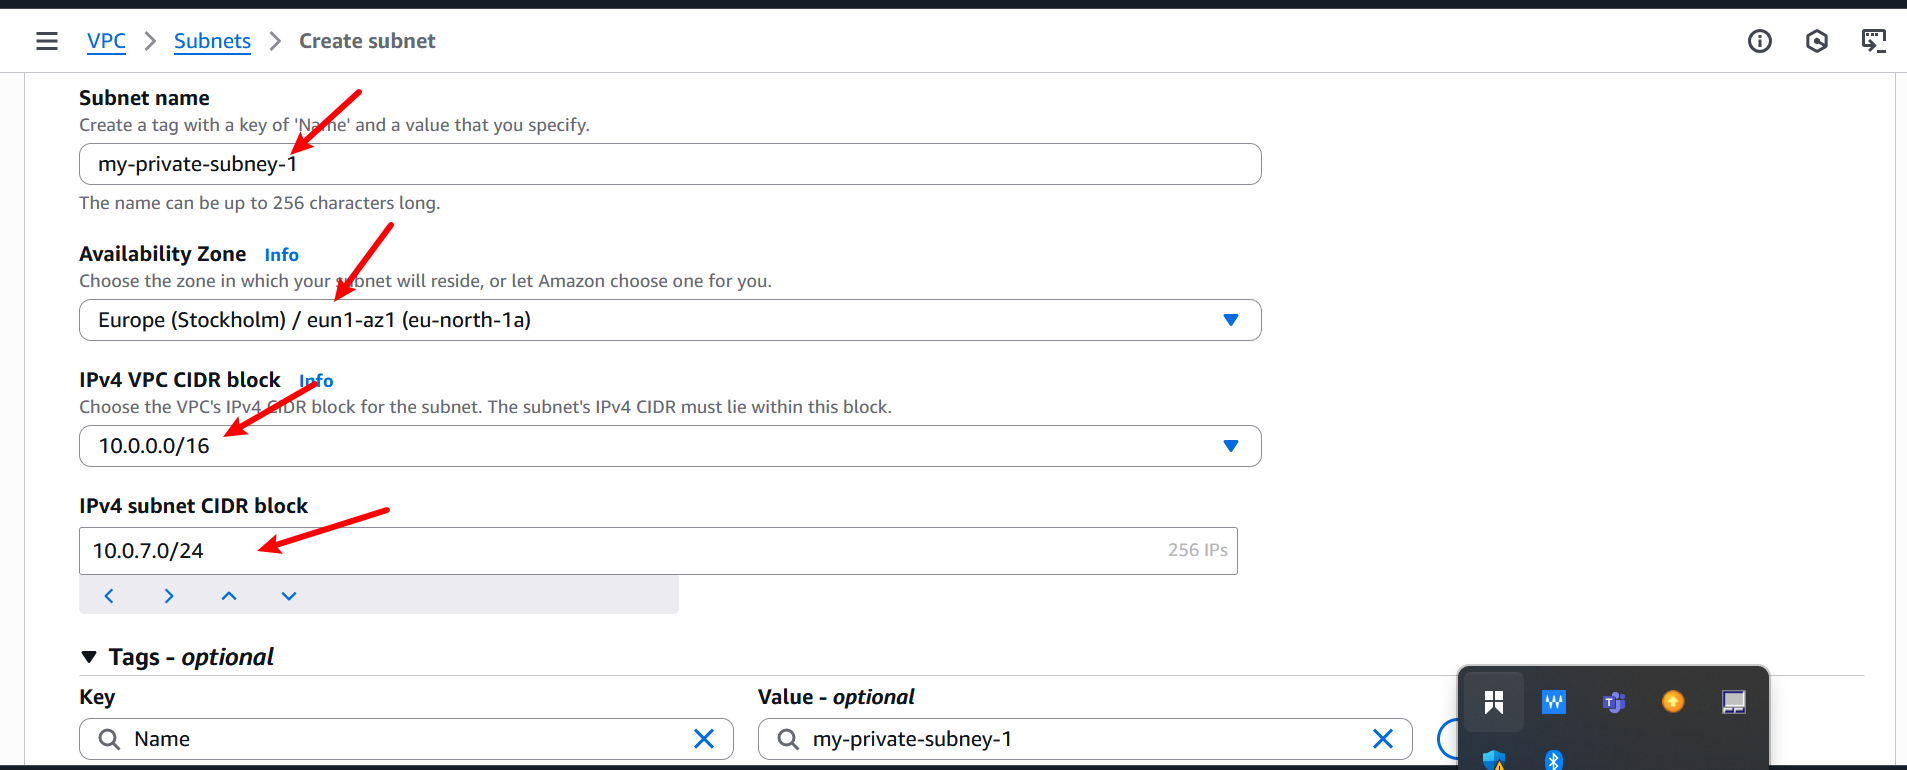 VPC > Subnets > Create subnet
Subnet name
Create a tag with a key of 'Name' and a value that you specify.
my-private-subney-1
The name can be up to 256 characters long.
Availability Zone Info
Choose the zone in which your subnet will reside, or let Amazon choose one for you.
Europe (Stockholm) / eun1-az1 (eu-north-1a)
IPv4 VPC CIDR block Info
Choose the VPC's IPv4 CIDR block for the subnet. The subnet's IPv4 CIDR must lie within this block.
10.0.0.0/16
IPv4 subnet CIDR block
10.0.7.0/24 256 IPs
Tags - optional
Key Value - optional
Name my-private-subney-1